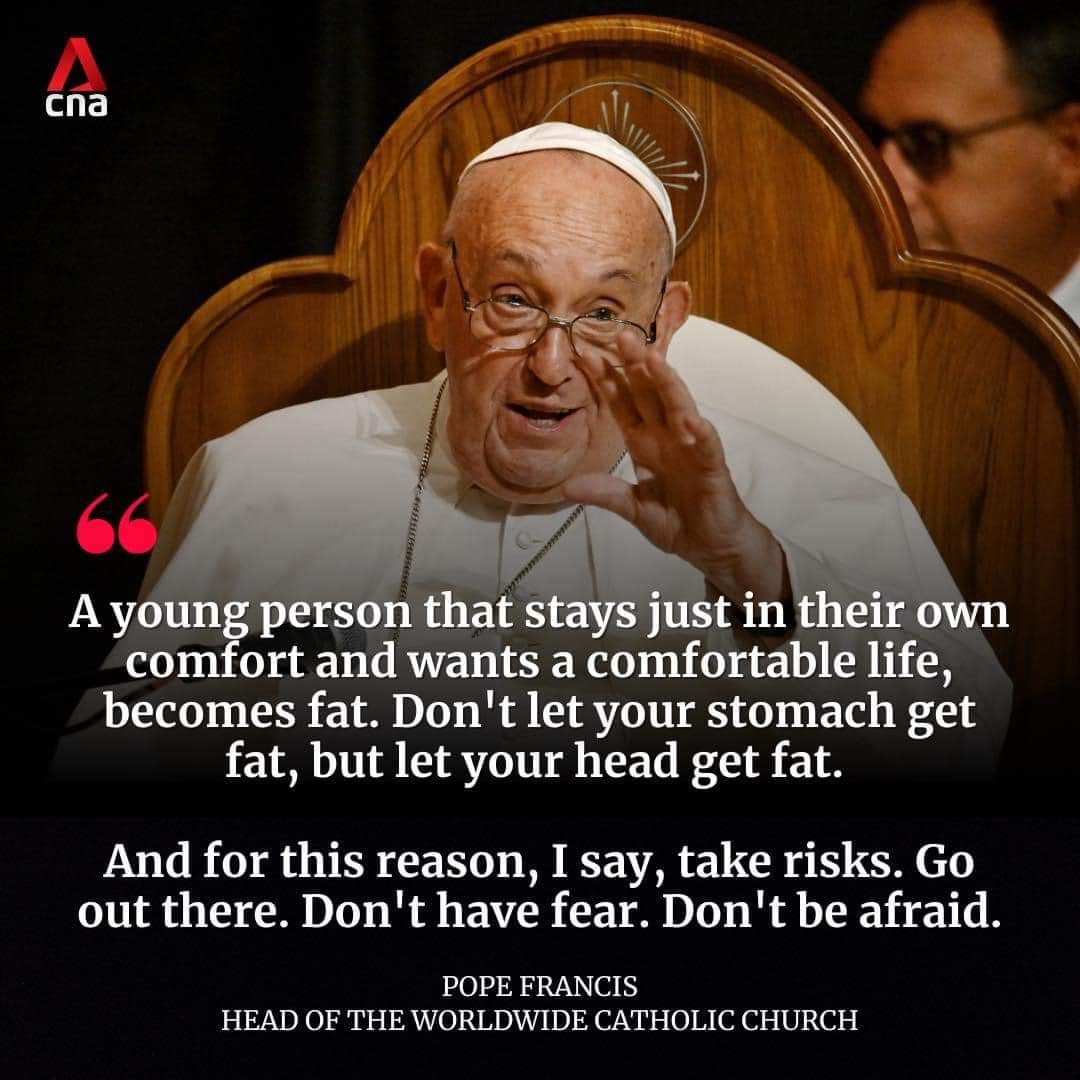 cna
“
A young person that stays just in their own
comfort and wants a comfortable life,
becomes fat. Don't let your stomach get
fat, but let your head get fat.
And for this reason, I say, take risks. Go
out there. Don't have fear. Don't be afraid.
POPE FRANCIS
HEAD OF THE WORLDWIDE CATHOLIC CHURCH